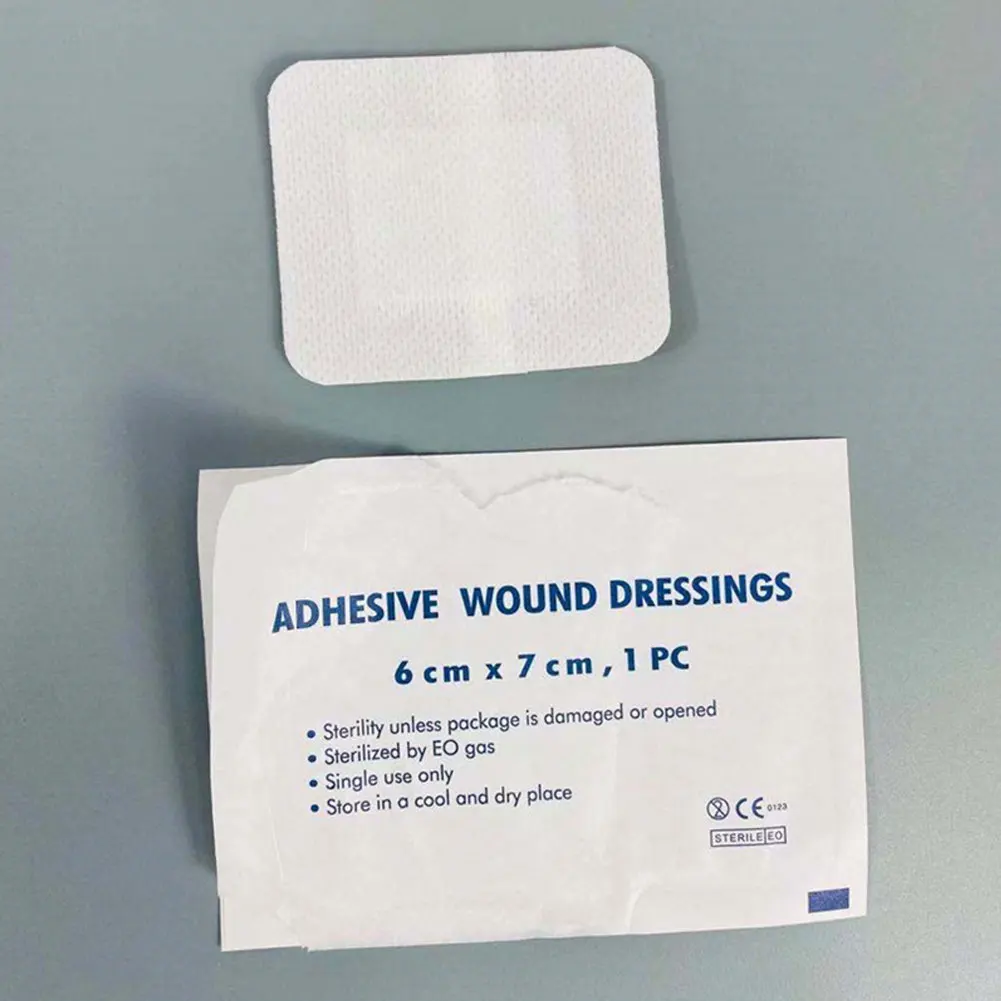 ADHESIVE WOUND DRESSINGS
6 cm x 7 cm, 1 PC
• Sterility unless package is damaged or opened
• Sterilized by EO gas
• Single use only
• Store in a cool and dry place
2 CE 0123
STERILE EO